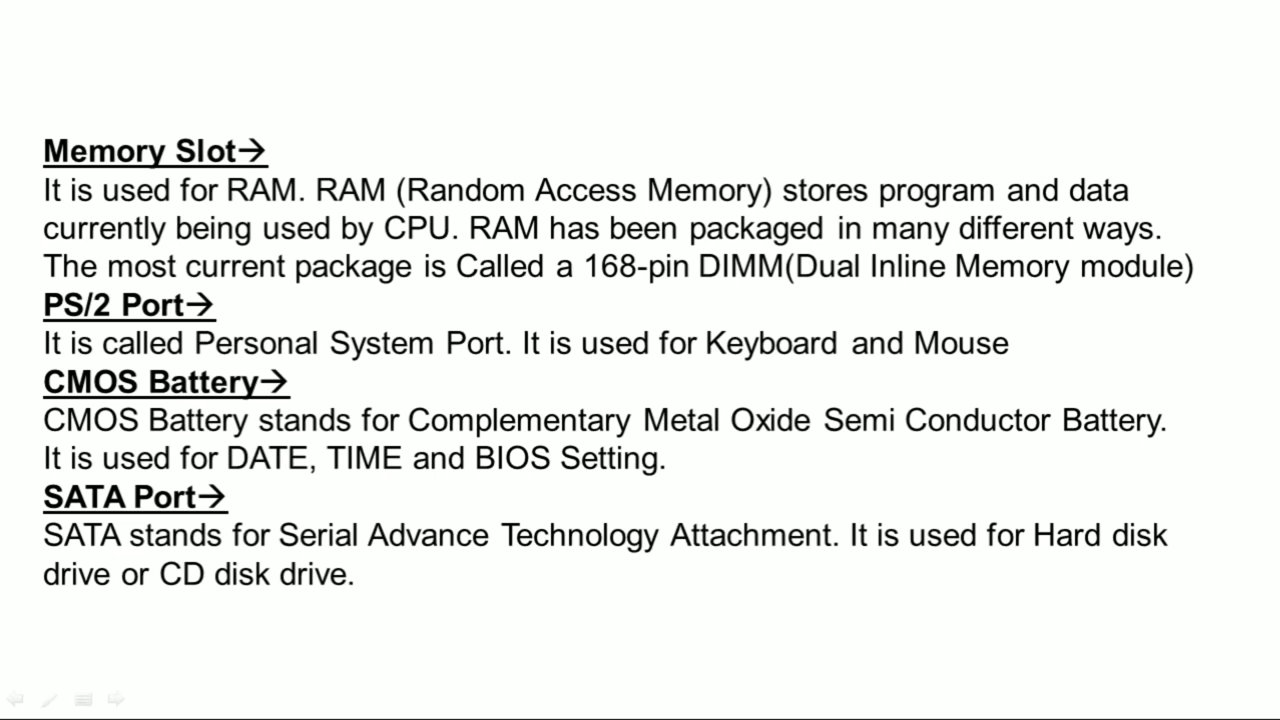 Memory Slot→
It is used for RAM. RAM (Random Access Memory) stores program and data
currently being used by CPU. RAM has been packaged in many different ways.
The most current package is Called a 168-pin DIMM(Dual Inline Memory module)
PS/2 Port→
It is called Personal System Port. It is used for Keyboard and Mouse
CMOS Battery→
CMOS Battery stands for Complementary Metal Oxide Semi Conductor Battery.
It is used for DATE, TIME and BIOS Setting.
SATA Port→
SATA stands for Serial Advance Technology Attachment. It is used for Hard disk
drive or CD disk drive.